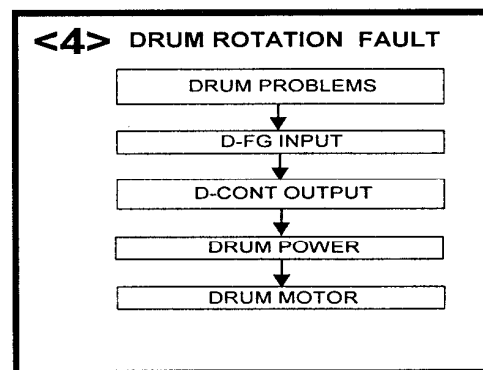 <4> DRUM ROTATION FAULT
DRUM PROBLEMS
D-FG INPUT
D-CONT OUTPUT
DRUM POWER
DRUM MOTOR